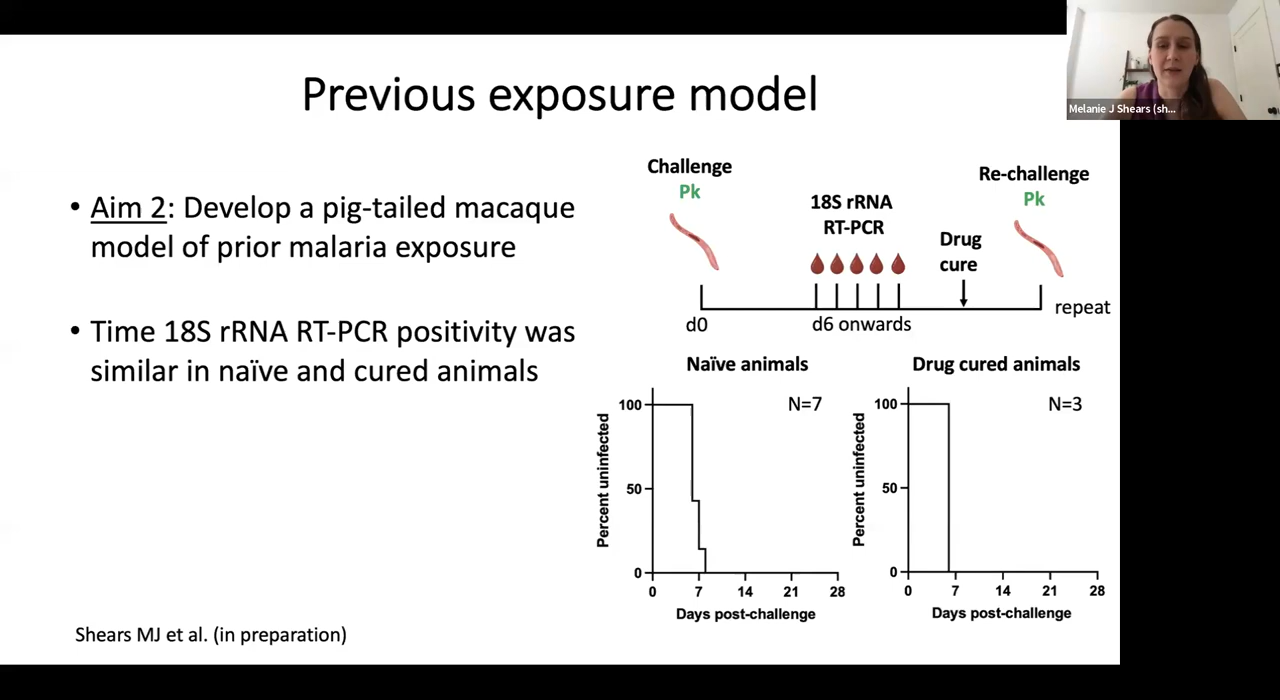 Previous exposure model
Melanie J Shears (sh...
• Aim 2: Develop a pig-tailed macaque
model of prior malaria exposure
• Time 18S rRNA RT-PCR positivity was
similar in naïve and cured animals
Challenge
Pk
18S rRNA
RT-PCR
Drug
cure
Re-challenge
Pk
d0
d6 onwards
repeat
Naïve animals
N=7
Percent uninfected
100
50
0
0 7 14 21 28
Days post-challenge
Drug cured animals
N=3
Percent uninfected
100
50
0
0 7 14 21 28
Days post-challenge
Shears MJ et al. (in preparation)